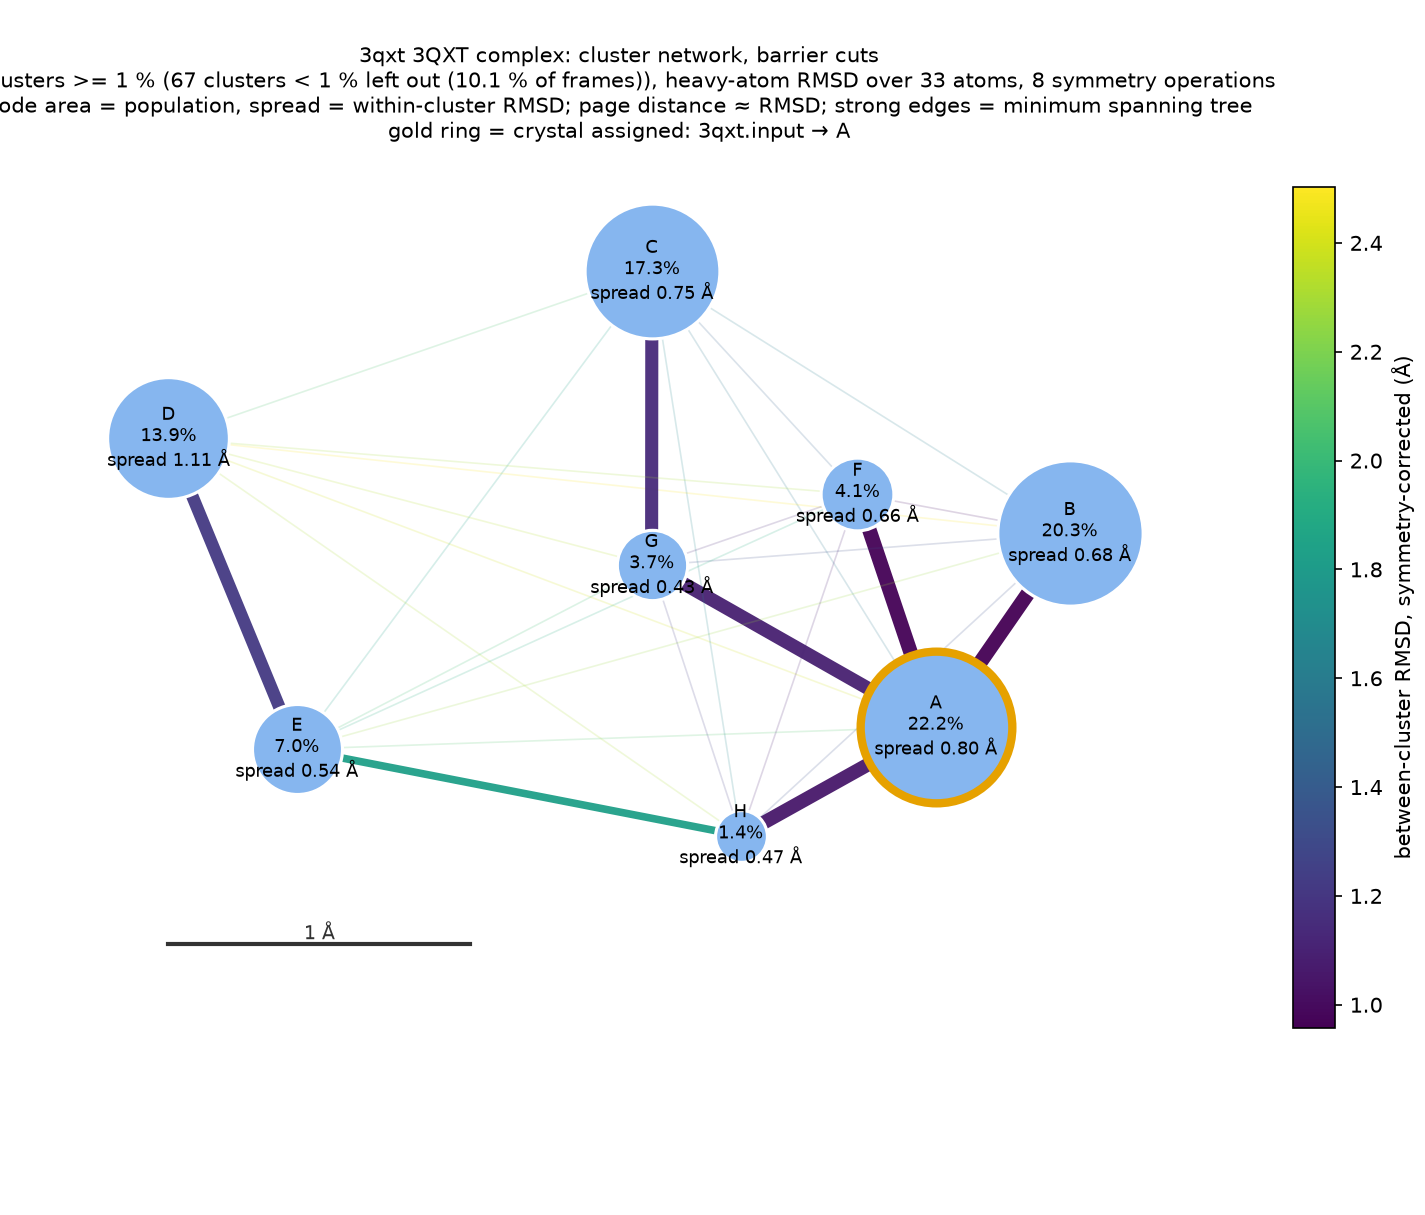 3qxt 3QXT complex: cluster network, barrier cuts
>= 1 % (67 clusters < 1 % left out (10.1 % of frames)), heavy-atom RMSD over 33 atoms, 8 symmetry operations
area = population, spread = within-cluster RMSD; page distance ≈ RMSD; strong edges = minimum spanning tree
gold ring = crystal assigned: 3qxt.input → A
C
17.3%
spread 0.75 Å
D
13.9%
spread 1.11 Å
F
4.1%
spread 0.66 Å
B
20.3%
spread 0.68 Å
G
3.7%
spread 0.43 Å
A
22.2%
spread 0.80 Å
E
7.0%
spread 0.54 Å
H
1.4%
spread 0.47 Å
1 Å
2.4
2.2
2.0
1.8
1.6
1.4
1.2
1.0
between-cluster RMSD, symmetry-corrected (Å)